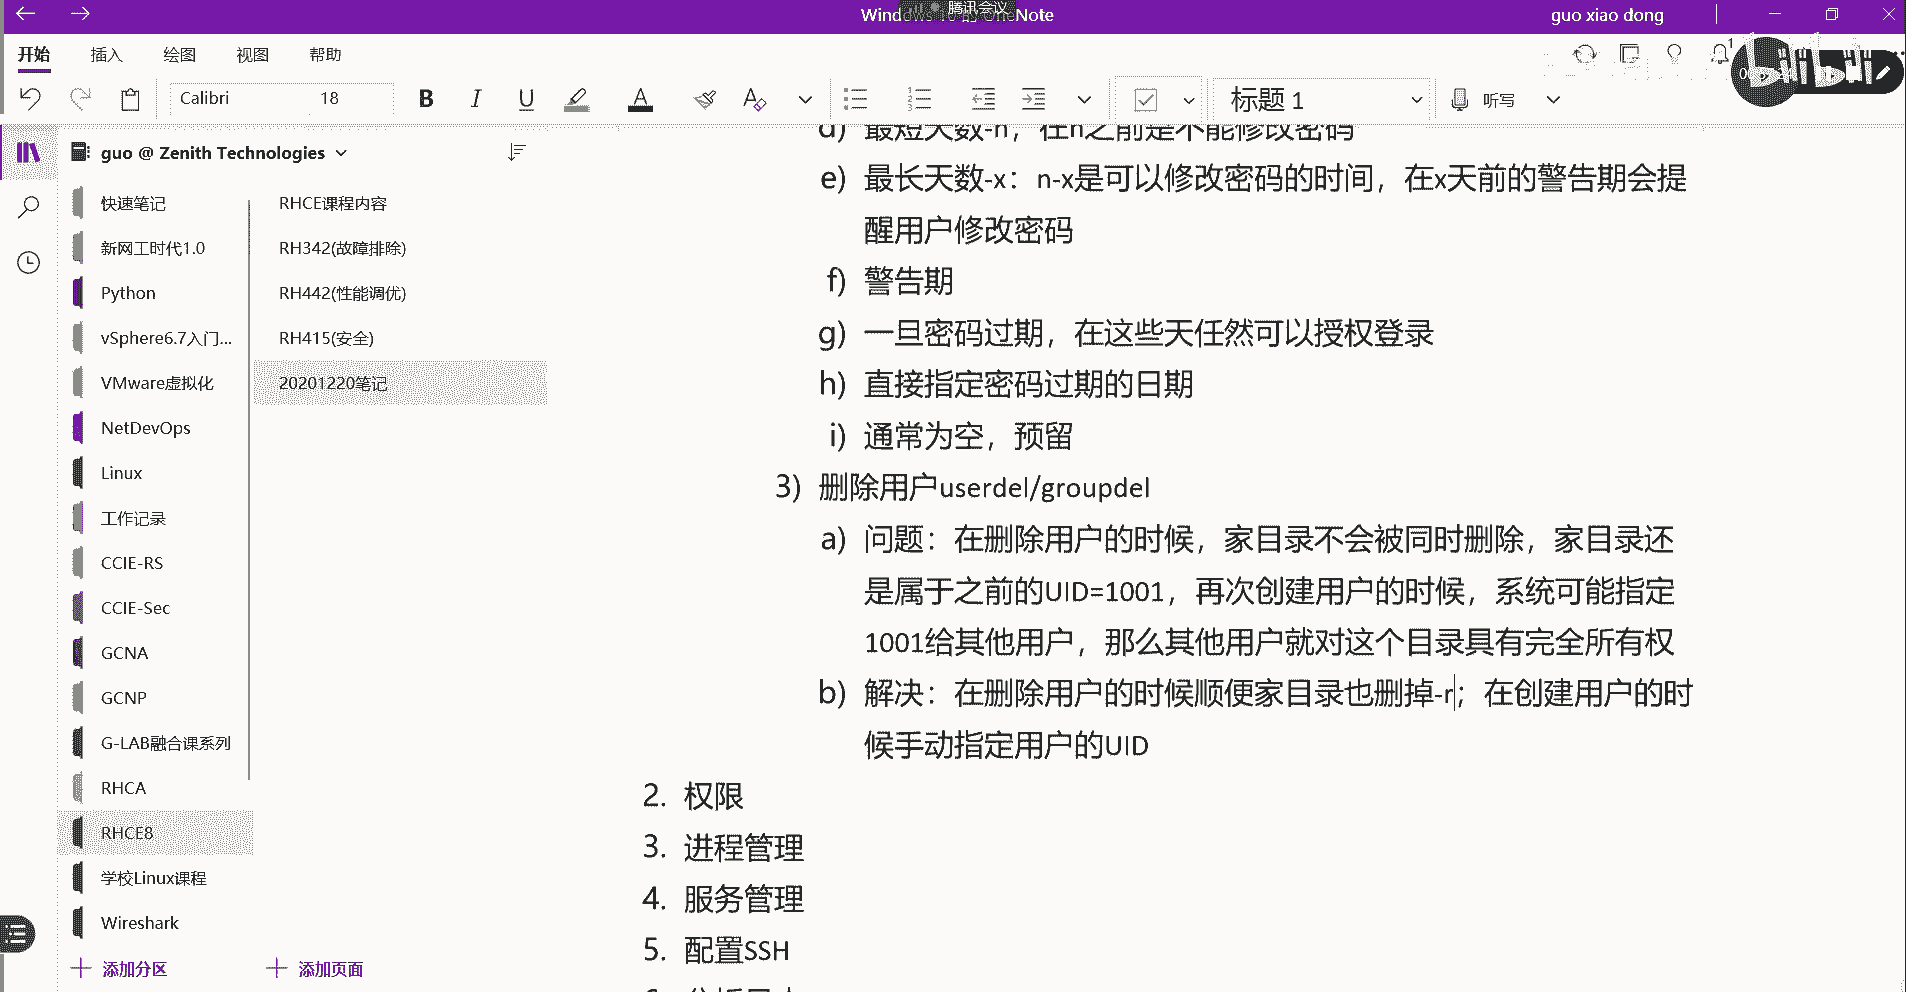 腾讯会议
Windows 10 的 OneNote
guo xiao dong
开始 插入 绘图 视图 帮助
Calibri 18 B I U A A 标题 1 听写
guo @ Zenith Technologies
d) 最短天数-n，在n之前是不能修改密码
快速笔记
新网工时代1.0
Python
vSphere6.7入门...
VMware虚拟化
NetDevOps
Linux
工作记录
CCIE-RS
CCIE-Sec
GCNA
GCNP
G-LAB融合课系列
RHCA
RHCE8
学校Linux课程
Wireshark
添加分区
RHCE课程内容
RH342(故障排除)
RH442(性能调优)
RH415(安全)
20201220笔记
添加页面
e) 最长天数-x：n-x是可以修改密码的时间，在x天前的警告期会提
醒用户修改密码
f) 警告期
g) 一旦密码过期，在这些天任然可以授权登录
h) 直接指定密码过期的日期
i) 通常为空，预留
3) 删除用户userdel/groupdel
a) 问题：在删除用户的时候，家目录不会被同时删除，家目录还
是属于之前的UID=1001，再次创建用户的时候，系统可能指定
1001给其他用户，那么其他用户就对这个目录具有完全所有权
b) 解决：在删除用户的时候顺便家目录也删掉-r；在创建用户的时
候手动指定用户的UID
2. 权限
3. 进程管理
4. 服务管理
5. 配置SSH